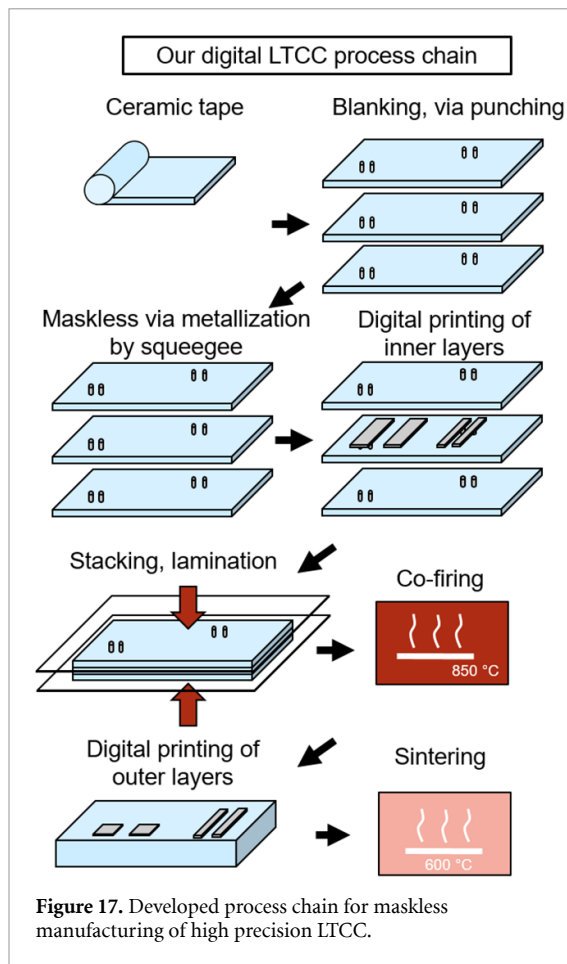 Our digital LTCC process chain
Ceramic tape
Blanking, via punching
Maskless via metallization
by squeegee
Digital printing of
inner layers
Stacking, lamination
Co-firing
850 °C
Digital printing of
outer layers
Sintering
600 °C
Figure 17. Developed process chain for maskless
manufacturing of high precision LTCC.